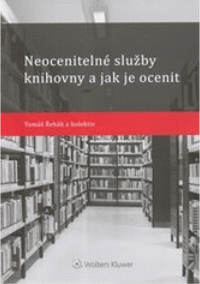 Neocenitelné služby
knihovny a jak je ocenit
Tomáš Řehák a kolektiv
Wolters Kluwer